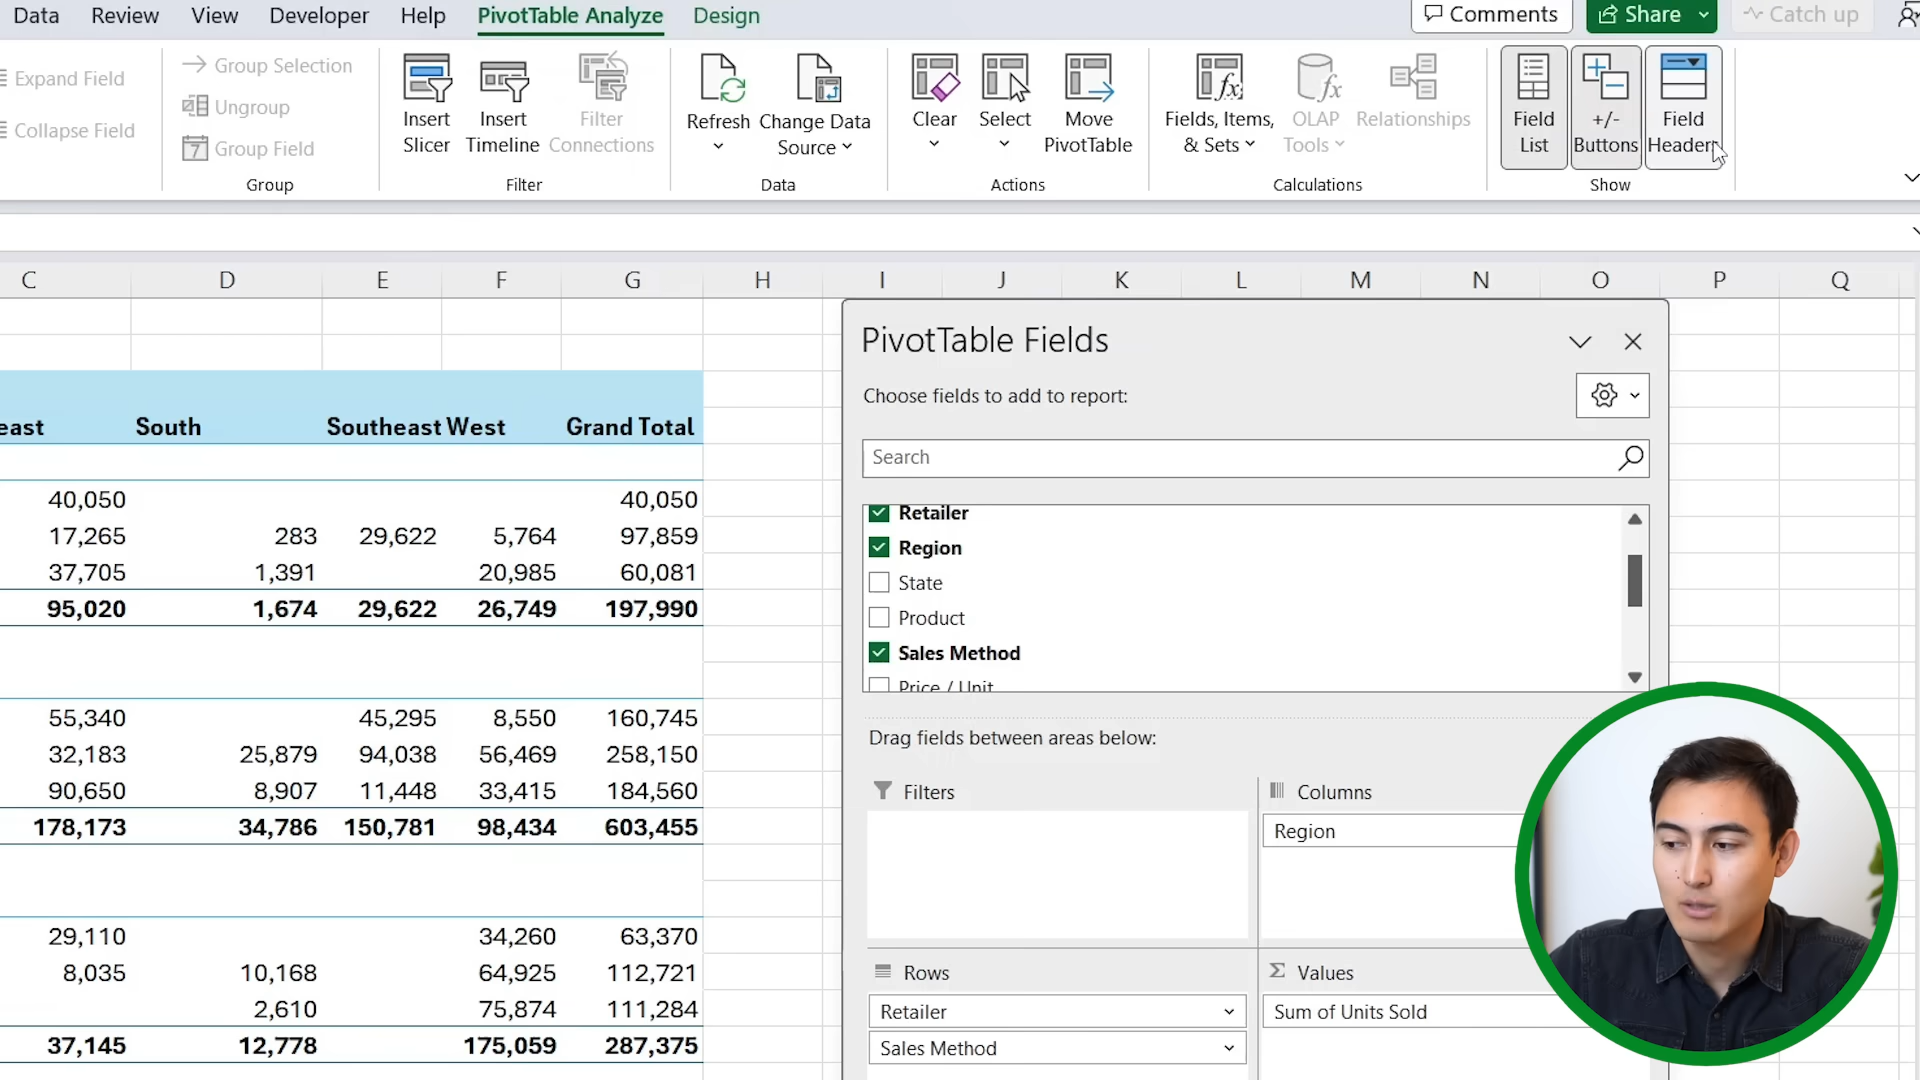 Data Review View Developer Help PivotTable Analyze Design Comments Share Catch up
Expand Field
Collapse Field
Group Selection
Ungroup
Group Field
Group
Insert
Slicer
Insert
Timeline
Filter
Connections
Filter
Refresh
Change Data
Source
Data
Clear
Select
Move
PivotTable
Actions
Fields, Items,
& Sets
OLAP
Tools
Relationships
Calculations
Field
List
+/-
Buttons
Field
Headers
Show
C D E F G H I J K L M N O P Q
east South Southeast West Grand Total
40,050 40,050
17,265 283 29,622 5,764 97,859
37,705 1,391 20,985 60,081
95,020 1,674 29,622 26,749 197,990
55,340 45,295 8,550 160,745
32,183 25,879 94,038 56,469 258,150
90,650 8,907 11,448 33,415 184,560
178,173 34,786 150,781 98,434 603,455
29,110 34,260 63,370
8,035 10,168 64,925 112,721
2,610 75,874 111,284
37,145 12,778 175,059 287,375
PivotTable Fields
Choose fields to add to report:
Search
Retailer
Region
State
Product
Sales Method
Price / Unit
Drag fields between areas below:
Filters
Columns
Region
Rows
Retailer
Sales Method
Values
Sum of Units Sold